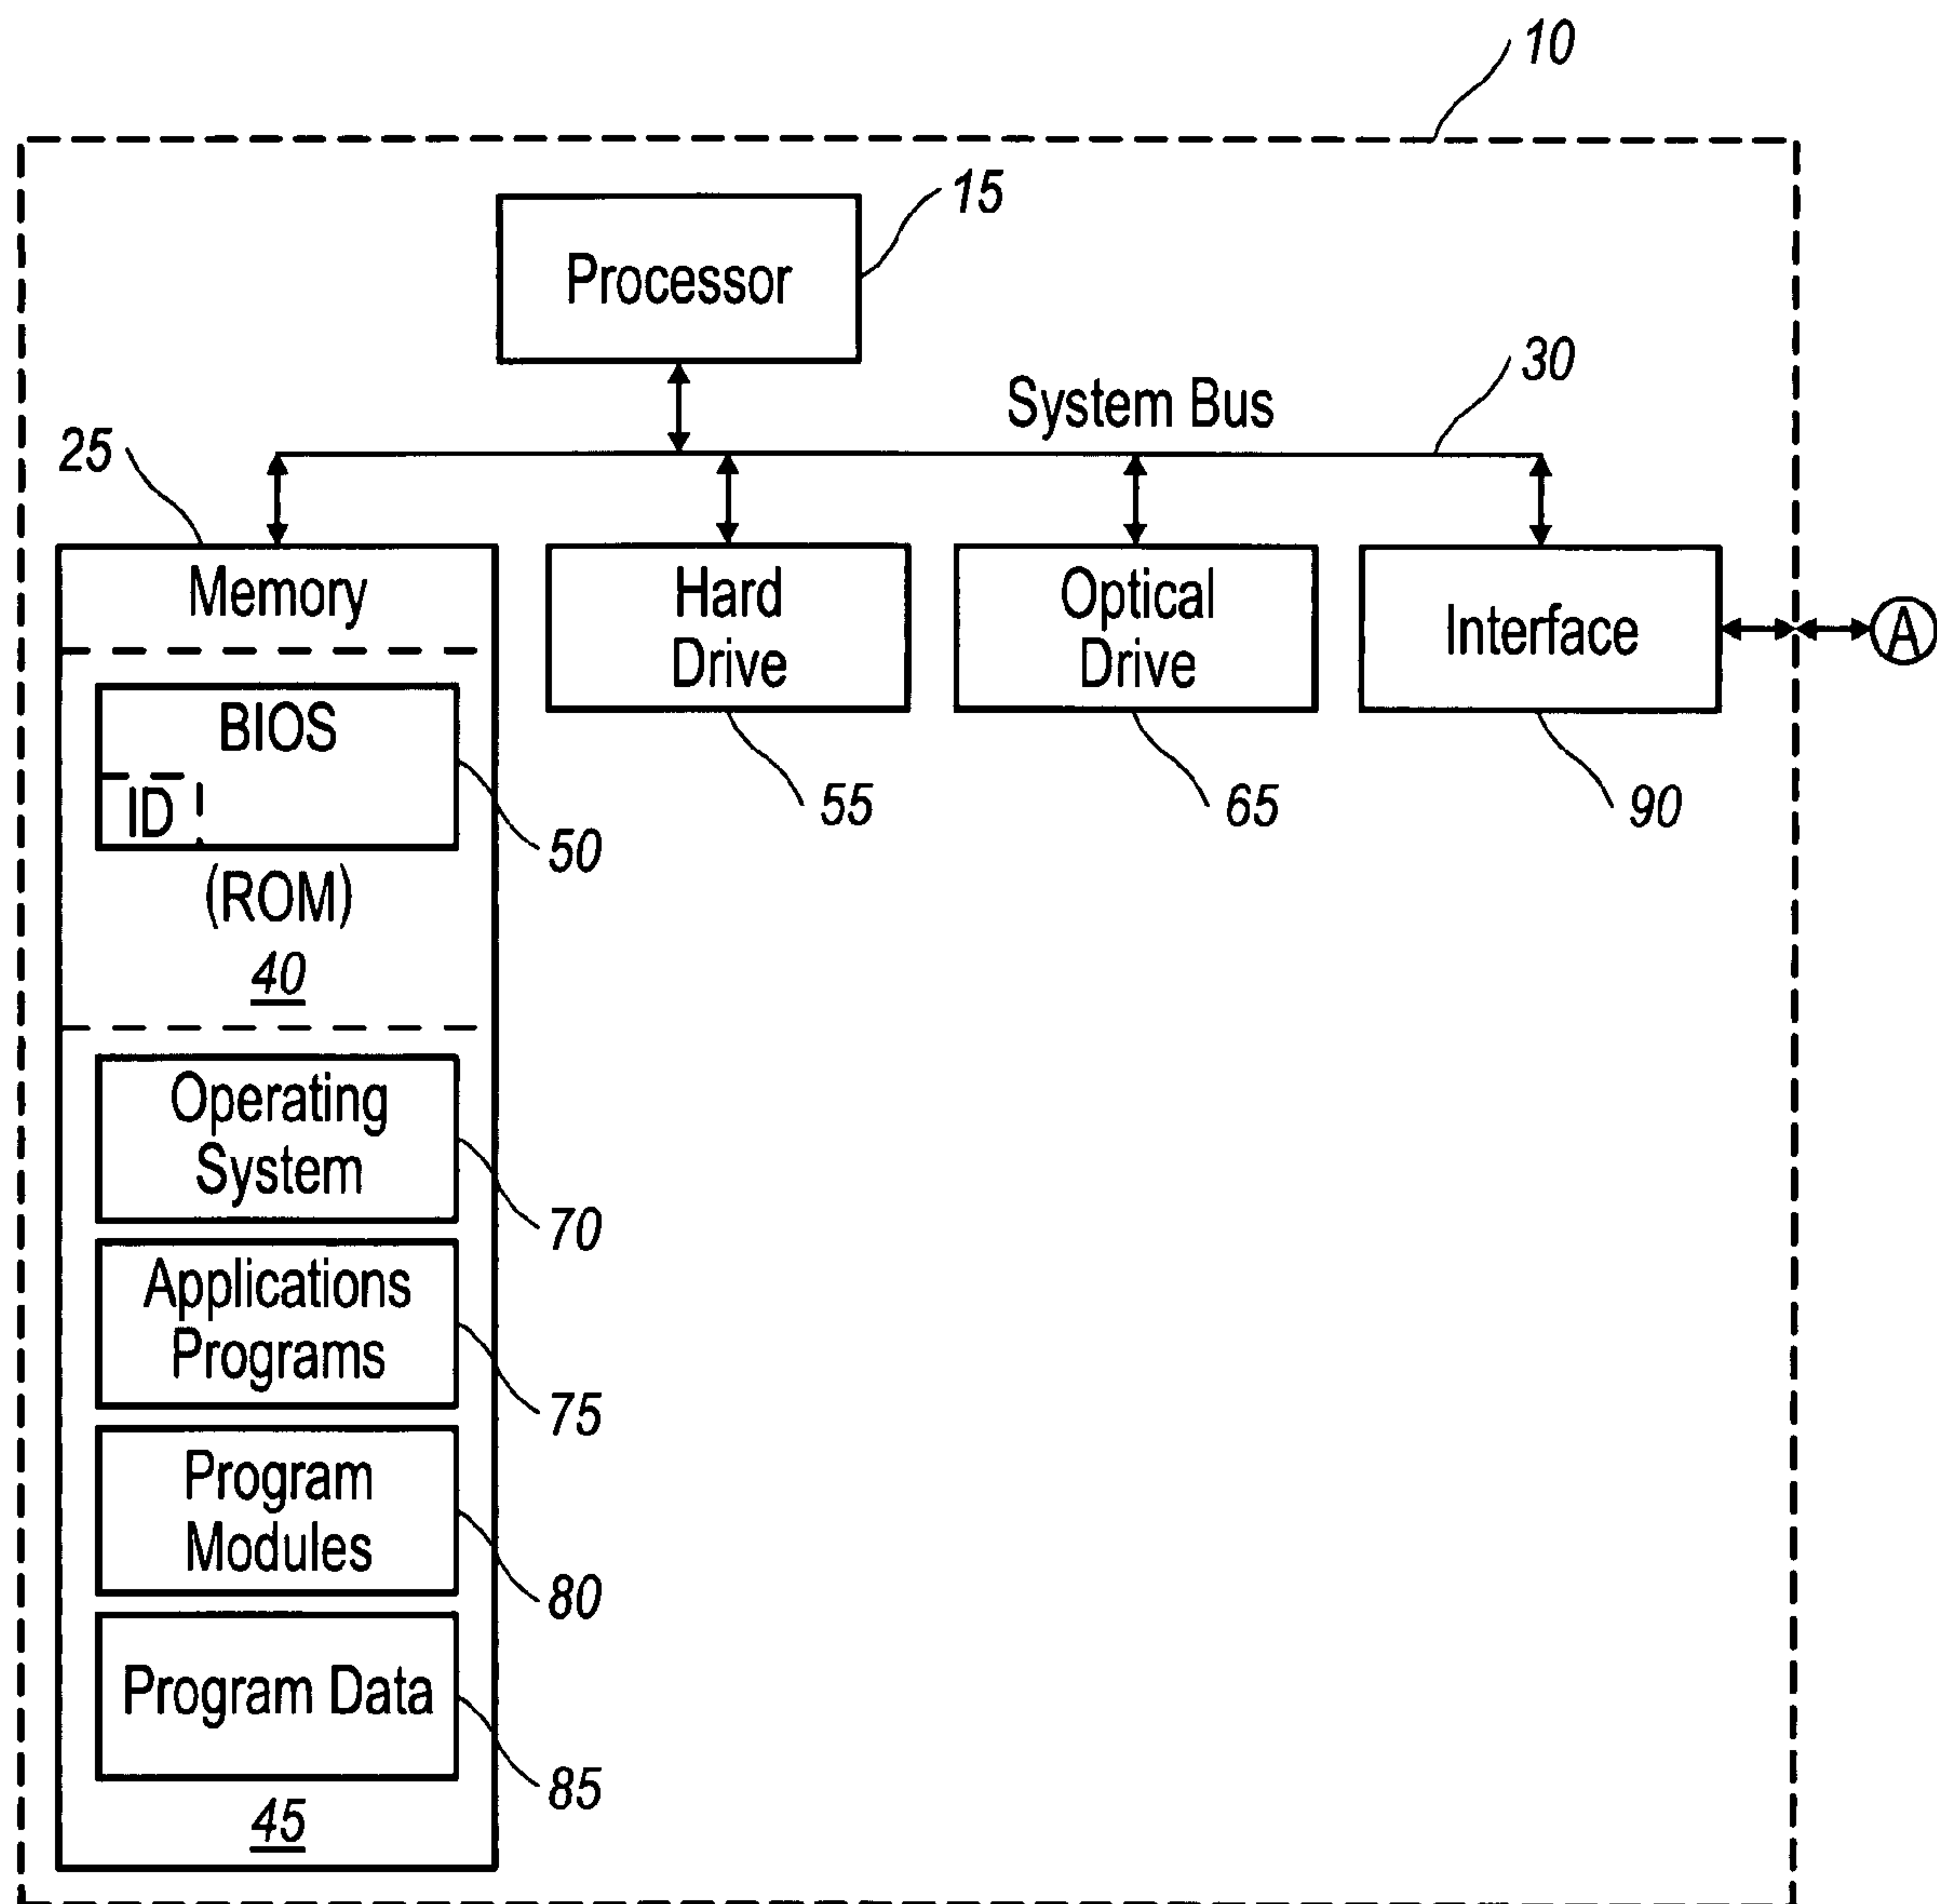 10
15
Processor
30
System Bus
25
Memory
Hard
Drive
Optical
Drive
Interface
A
BIOS
ID
50
55
65
90
(ROM)
40
Operating
System
70
Applications
Programs
75
Program
Modules
80
Program Data
85
45